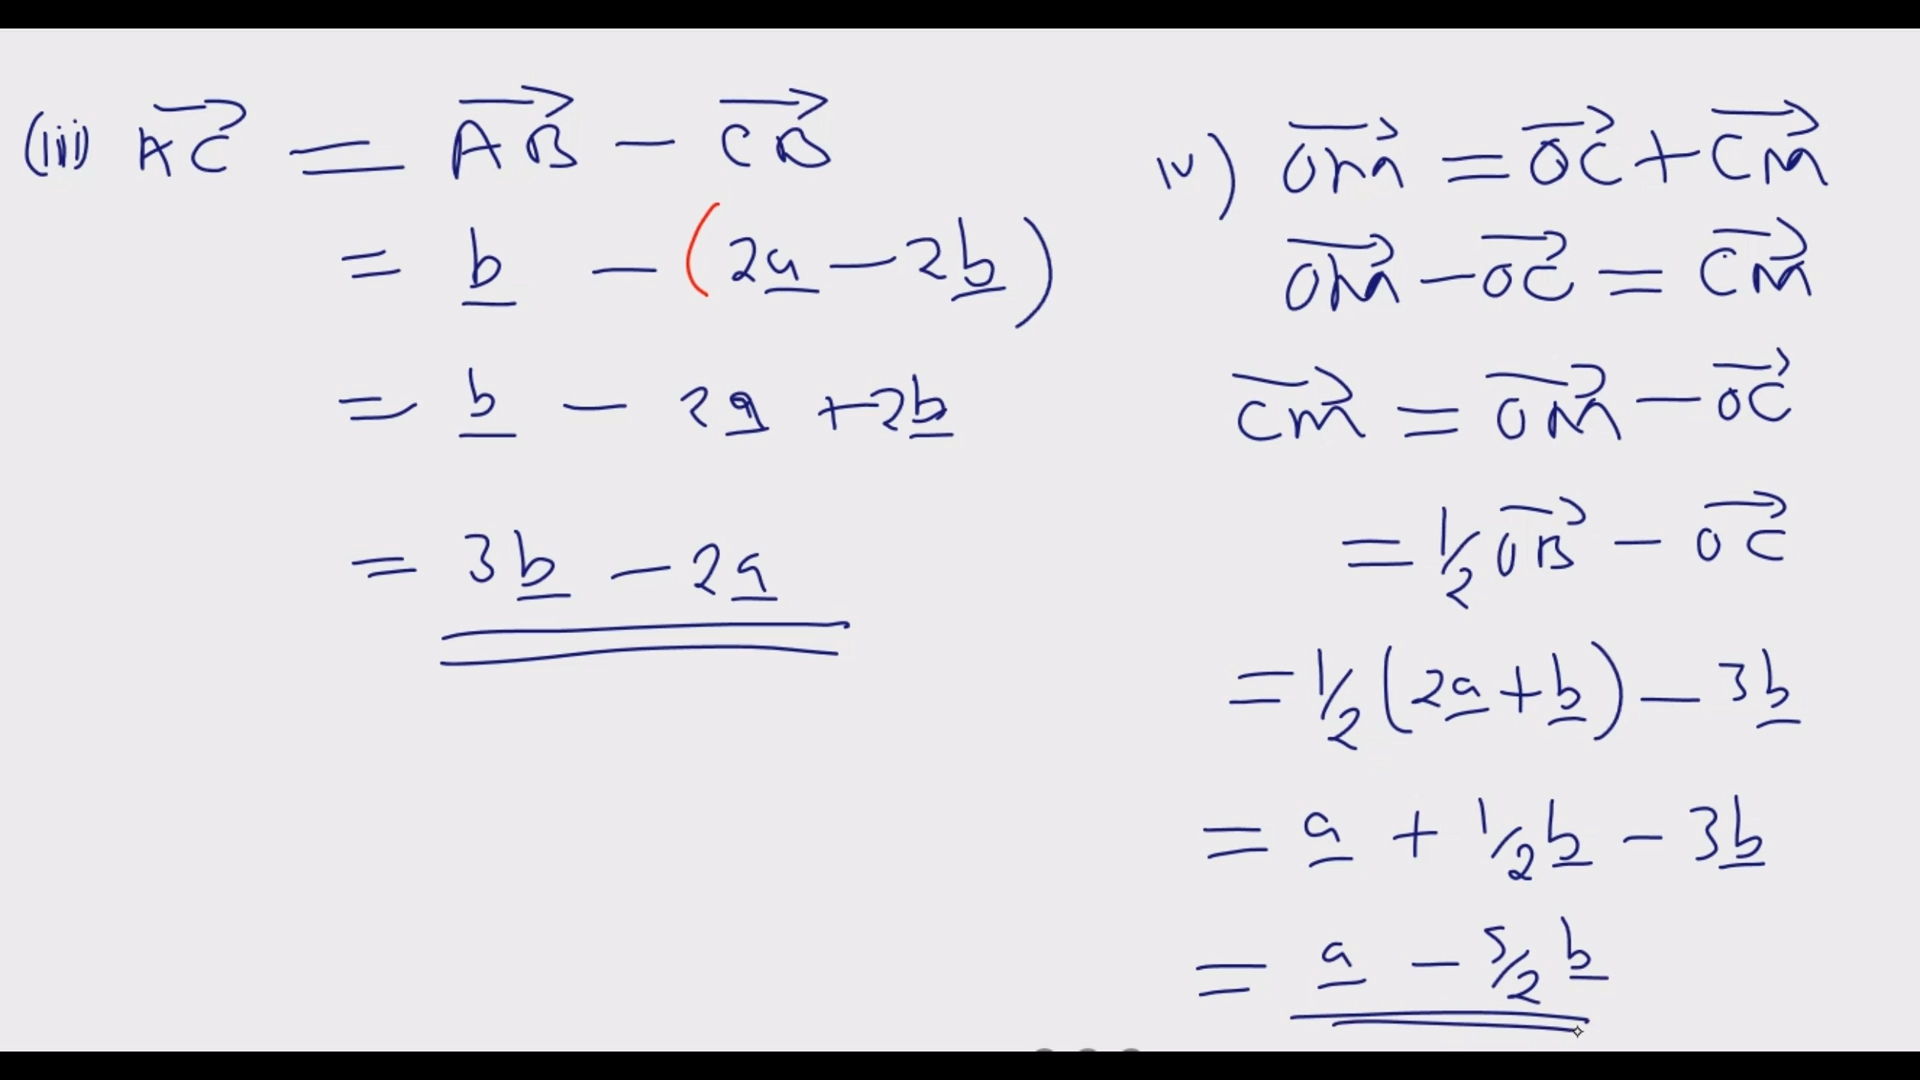 (iii) AC = AB - CB
= b - (2a - 2b)
= b - 2a + 2b
= 3b - 2a
iv) OM = OC + CM
OM - OC = CM
CM = OM - OC
= 1/2 OB - OC
= 1/2 (2a + b) - 3b
= a + 1/2 b - 3b
= a - 5/2 b